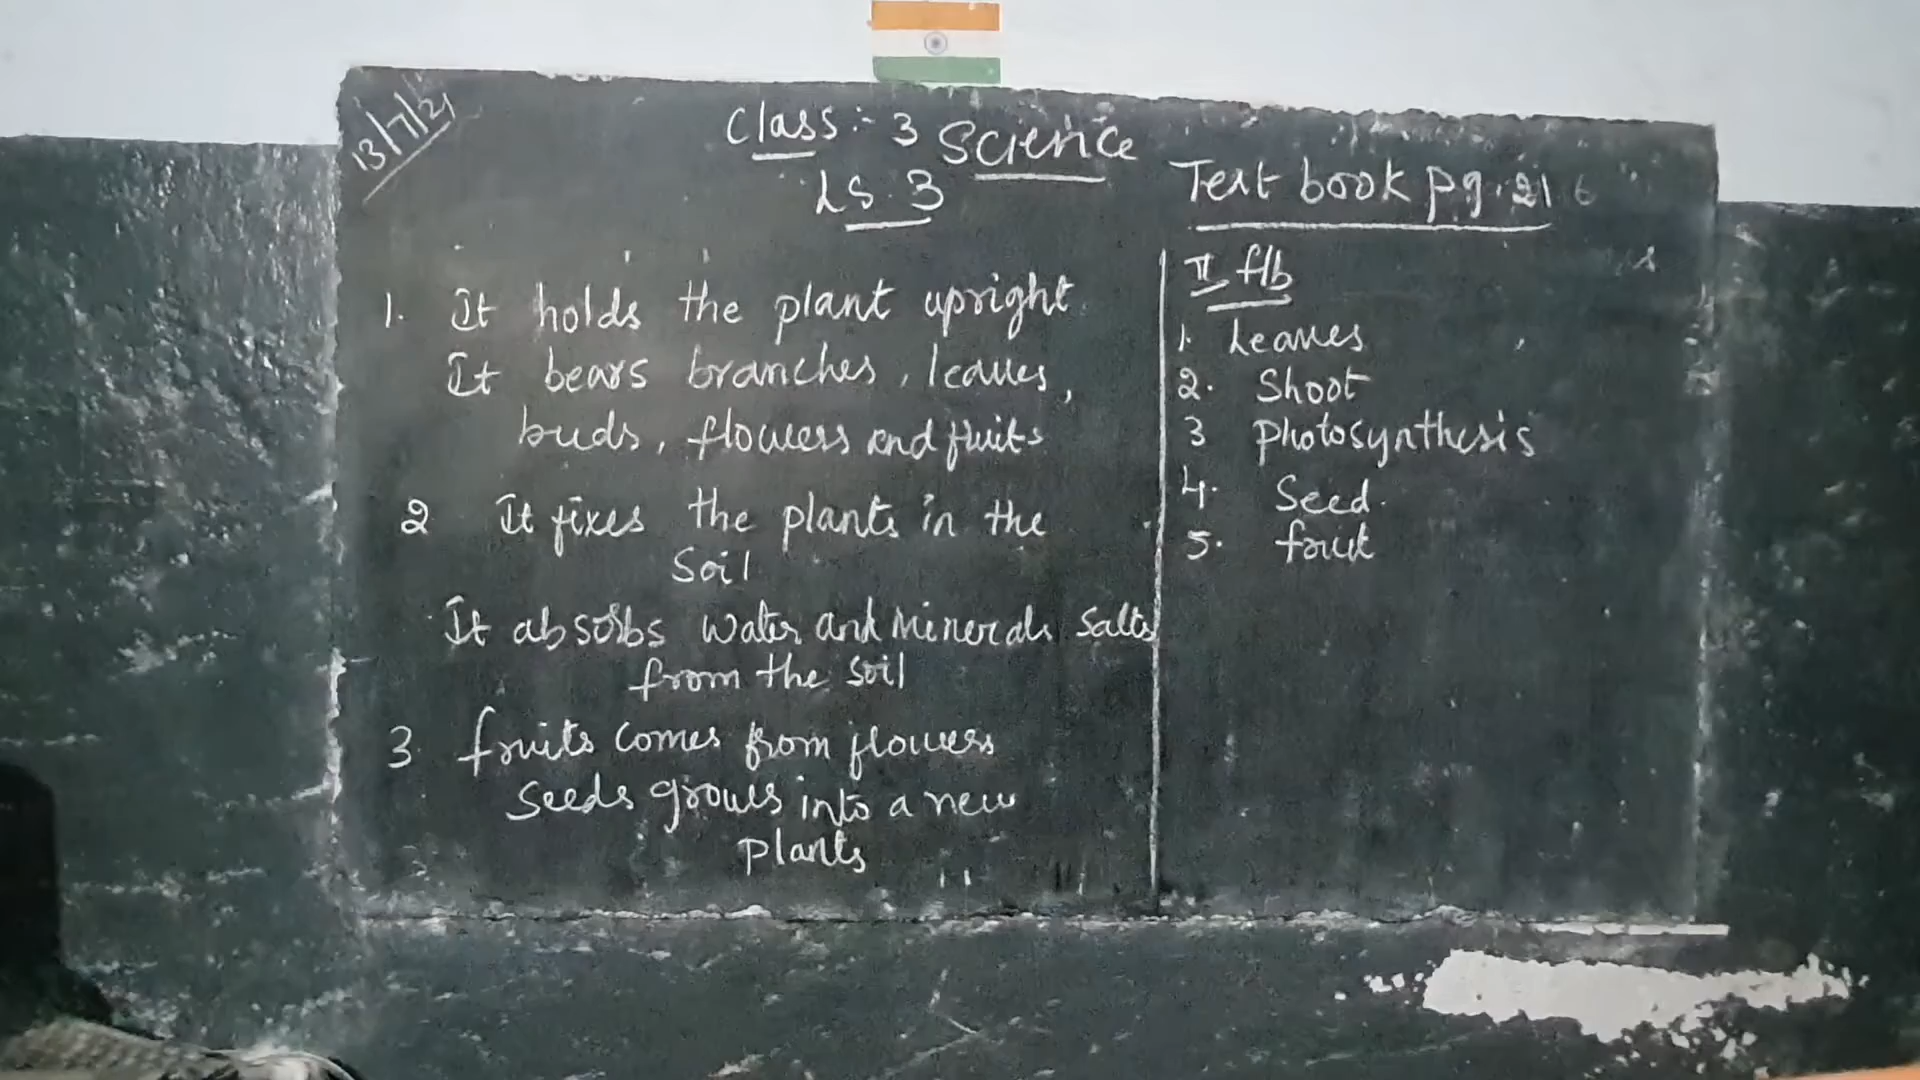 13/7/21
Class:- 3 Science
LS. 3
Text book pg. 21
1. It holds the plant upright.
It bears branches, leaves,
buds, flowers and fruits
2 It fixes the plants in the
Soil
It absorbs water and minerals salts
from the soil
3. fruits comes from flowers
Seeds grows into a new
plants
II f/b
1. Leaves
2. Shoot
3 Photosynthesis
4. Seed.
5. fruit